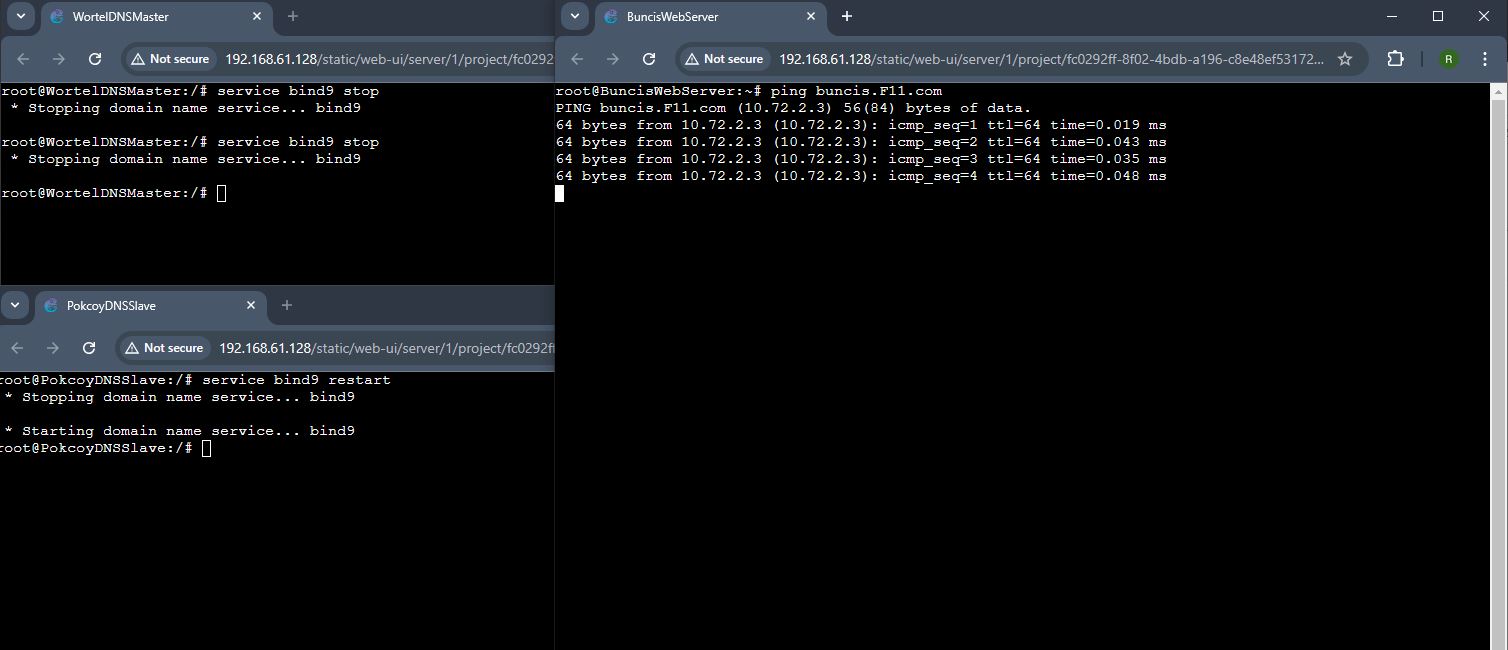 WortelDNSMaster
Not secure
192.168.61.128/static/web-ui/server/1/project/fc0292
root@WortelDNSMaster:/# service bind9 stop
 * Stopping domain name service... bind9
root@WortelDNSMaster:/# service bind9 stop
 * Stopping domain name service... bind9
root@WortelDNSMaster:/#
PokcoyDNSSlave
Not secure
192.168.61.128/static/web-ui/server/1/project/fc0292f
root@PokcoyDNSSlave:/# service bind9 restart
 * Stopping domain name service... bind9
 * Starting domain name service... bind9
root@PokcoyDNSSlave:/#
BuncisWebServer
Not secure
192.168.61.128/static/web-ui/server/1/project/fc0292ff-8f02-4bdb-a196-c8e48ef53172...
R
root@BuncisWebServer:~# ping buncis.F11.com
PING buncis.F11.com (10.72.2.3) 56(84) bytes of data.
64 bytes from 10.72.2.3 (10.72.2.3): icmp_seq=1 ttl=64 time=0.019 ms
64 bytes from 10.72.2.3 (10.72.2.3): icmp_seq=2 ttl=64 time=0.043 ms
64 bytes from 10.72.2.3 (10.72.2.3): icmp_seq=3 ttl=64 time=0.035 ms
64 bytes from 10.72.2.3 (10.72.2.3): icmp_seq=4 ttl=64 time=0.048 ms